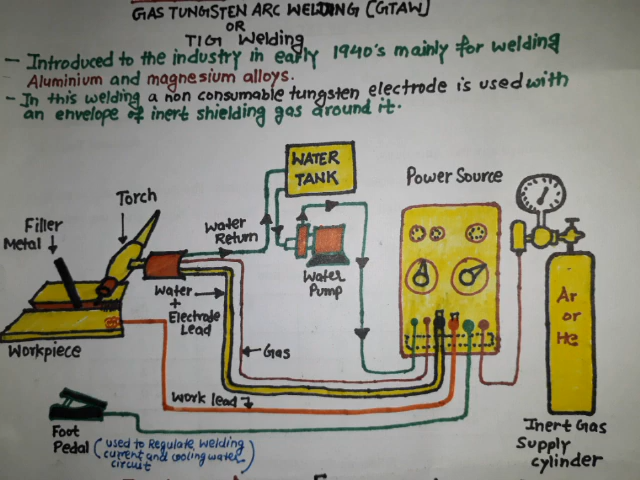 GAS TUNGSTEN ARC WELDING (GTAW)
OR
TIG Welding
- Introduced to the industry in early 1940's mainly for welding
Aluminium and magnesium alloys.
- In this welding a non consumable tungsten electrode is used with
an envelope of inert shielding gas around it.
WATER
TANK
Power Source
Torch
Filler
Metal
Water
Return
Water
Pump
Water
+
Electrode
Lead
Ar
or
He
Workpiece
Gas
Work lead
Foot
Pedal
(used to Regulate welding
current and cooling water
circuit)
Inert Gas
Supply
cylinder